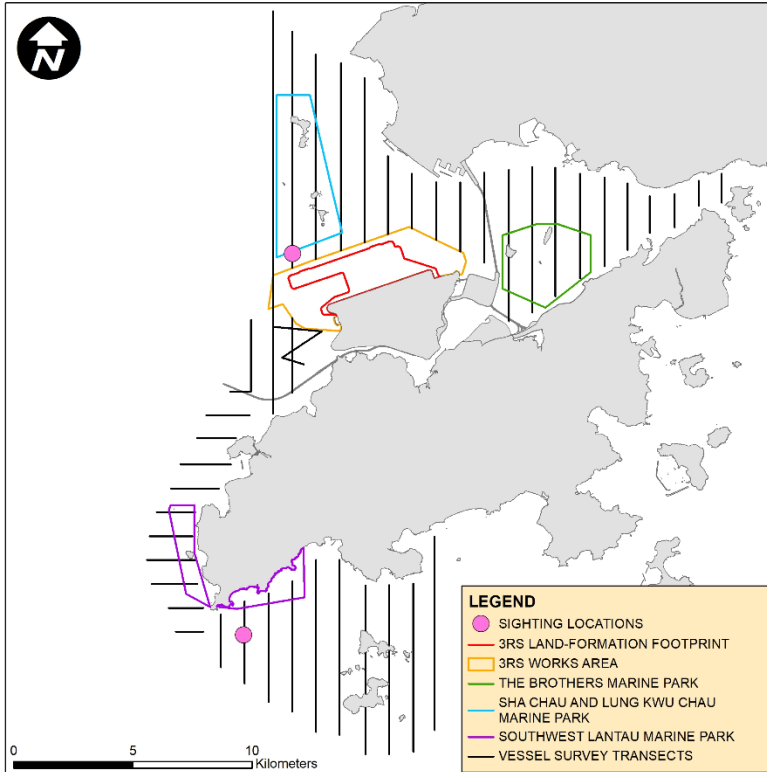 N
LEGEND
SIGHTING LOCATIONS
3RS LAND-FORMATION FOOTPRINT
3RS WORKS AREA
THE BROTHERS MARINE PARK
SHA CHAU AND LUNG KWU CHAU
MARINE PARK
SOUTHWEST LANTAU MARINE PARK
VESSEL SURVEY TRANSECTS
0 5 10
Kilometers